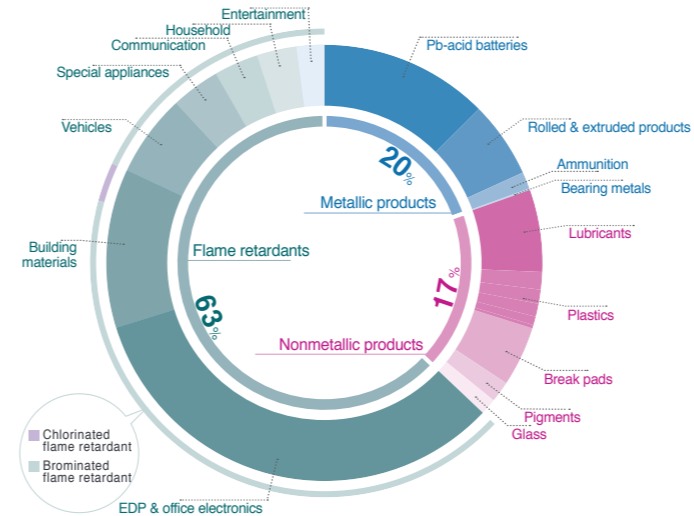 Entertainment
Household
Communication
Special appliances
Vehicles
Building
materials
EDP & office electronics
Pb-acid batteries
Rolled & extruded products
Ammunition
Bearing metals
Lubricants
Plastics
Break pads
Pigments
Glass
20%
Metallic products
Flame retardants
63%
17%
Nonmetallic products
Chlorinated
flame retardant
Brominated
flame retardant